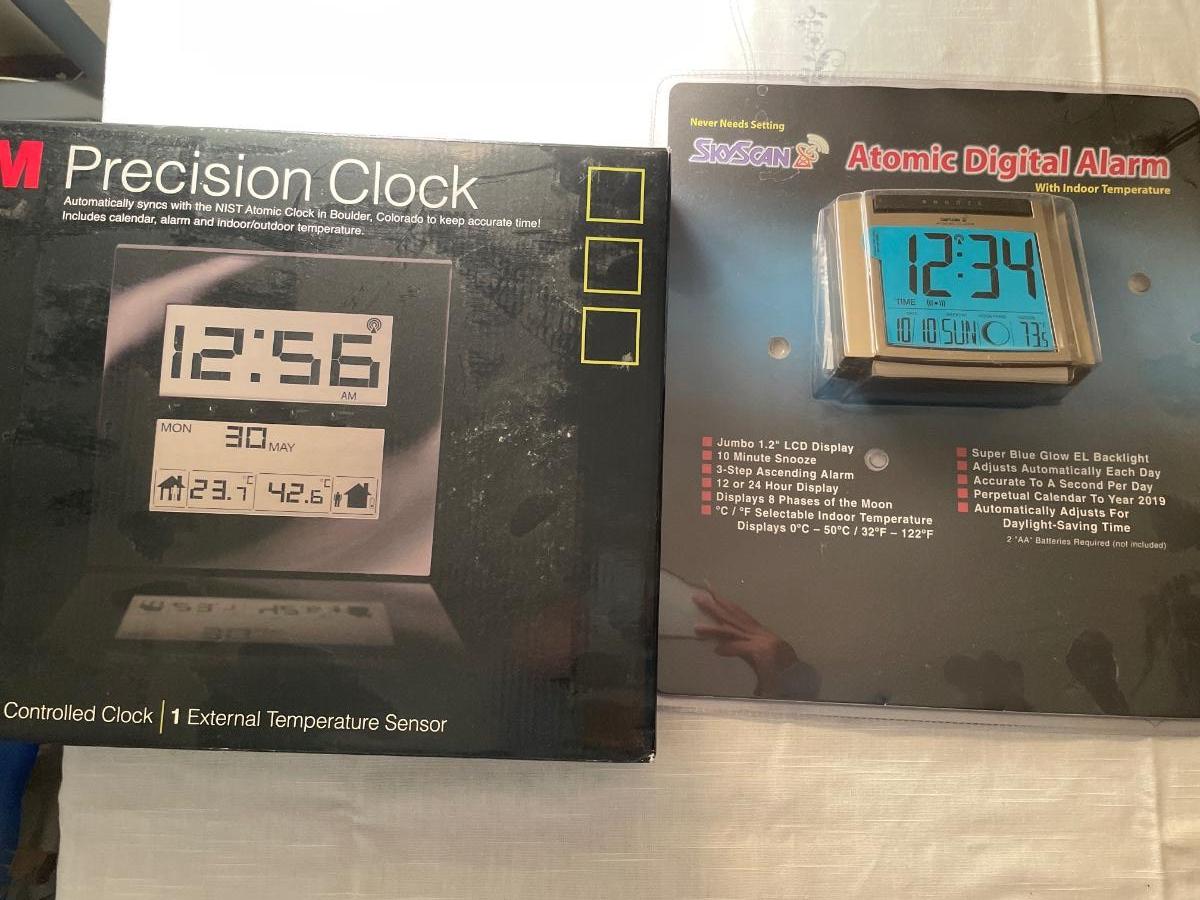 M Precision Clock
Automatically syncs with the NIST Atomic Clock in Boulder, Colorado to keep accurate time!
Includes calendar, alarm and indoor/outdoor temperature.
12:56
AM
MON
30 MAY
23.7°C
42.6°C
Controlled Clock | 1 External Temperature Sensor
Never Needs Setting
SKYSCAN
Atomic Digital Alarm
With Indoor Temperature
SNOOZE
12:34
TIME
10/10 SUN 73.5
Jumbo 1.2" LCD Display
10 Minute Snooze
3-Step Ascending Alarm
12 or 24 Hour Display
Displays 8 Phases of the Moon
°C / °F Selectable Indoor Temperature
Displays 0°C – 50°C / 32°F – 122°F
Super Blue Glow EL Backlight
Adjusts Automatically Each Day
Accurate To A Second Per Day
Perpetual Calendar To Year 2019
Automatically Adjusts For
Daylight-Saving Time
2 "AA" Batteries Required (not included)